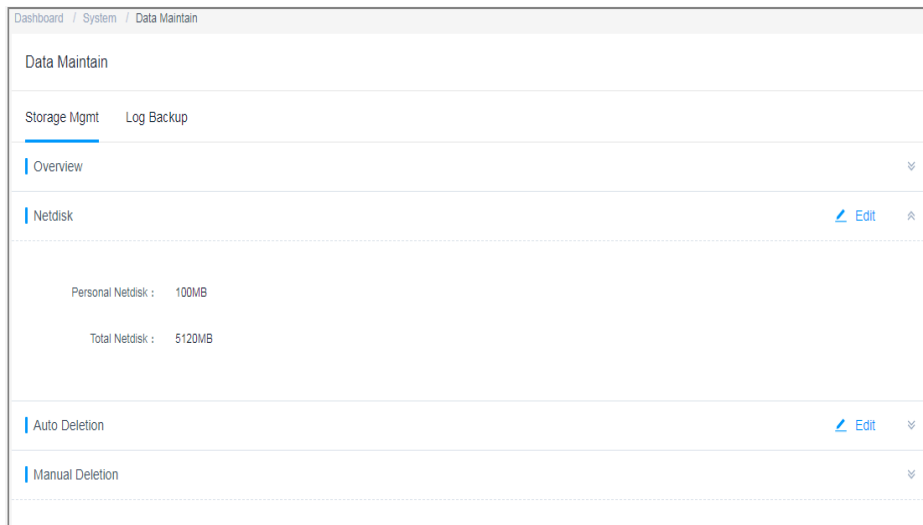 Dashboard / System / Data Maintain
Data Maintain
Storage Mgmt Log Backup
Overview
Netdisk Edit
Personal Netdisk : 100MB
Total Netdisk : 5120MB
Auto Deletion Edit
Manual Deletion